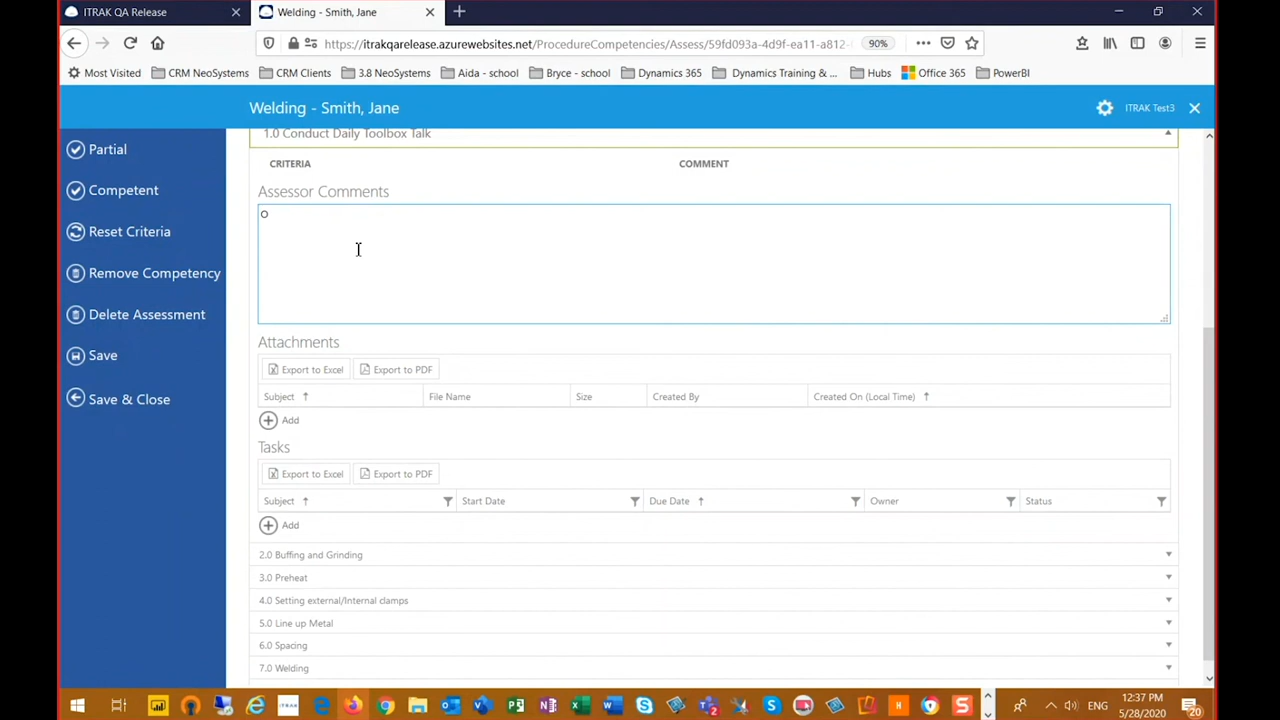 ITRAK QA Release
Welding - Smith, Jane
https://itrakqarelease.azurewebsites.net/ProcedureCompetencies/Assess/59fd093a-4d9f-ea11-a812-
90%
Most Visited
CRM NeoSystems
CRM Clients
3.8 NeoSystems
Aida - school
Bryce - school
Dynamics 365
Dynamics Training & ...
Hubs
Office 365
PowerBI
Welding - Smith, Jane
ITRAK Test3
Partial
Competent
Reset Criteria
Remove Competency
Delete Assessment
Save
Save & Close
1.0 Conduct Daily Toolbox Talk
CRITERIA COMMENT
Assessor Comments
O
Attachments
Export to Excel Export to PDF
Subject File Name Size Created By Created On (Local Time)
Add
Tasks
Export to Excel Export to PDF
Subject Start Date Due Date Owner Status
Add
2.0 Buffing and Grinding
3.0 Preheat
4.0 Setting external/Internal clamps
5.0 Line up Metal
6.0 Spacing
7.0 Welding
ENG
12:37 PM
5/28/2020
20